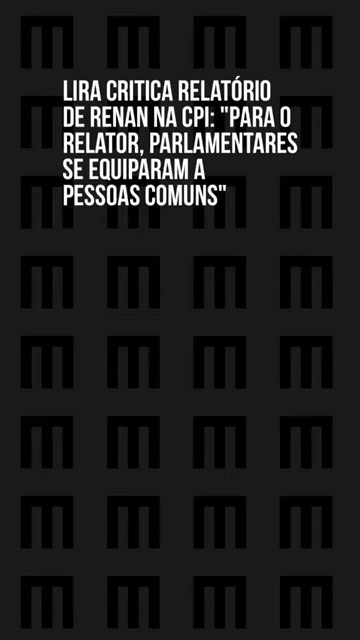 LIRA CRITICA RELATÓRIO
DE RENAN NA CPI: "PARA O
RELATOR, PARLAMENTARES
SE EQUIPARAM A
PESSOAS COMUNS"